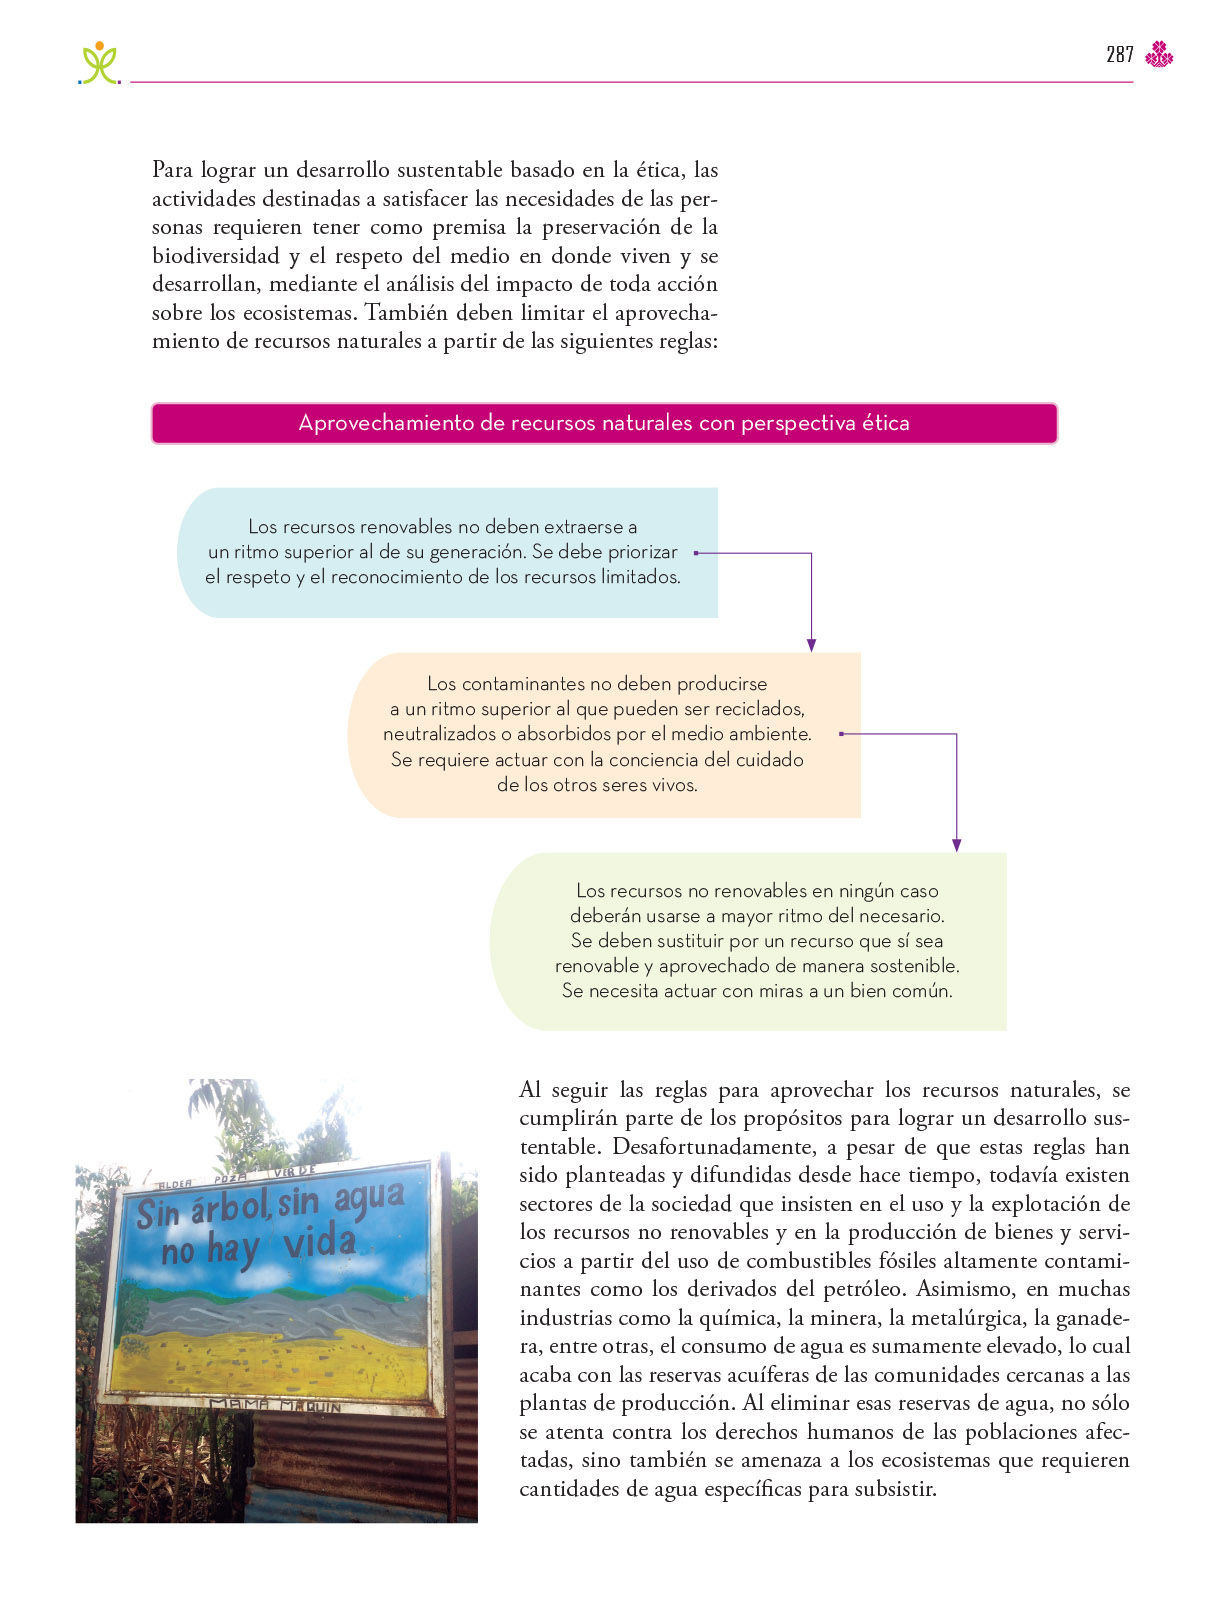 287
Para lograr un desarrollo sustentable basado en la ética, las
actividades destinadas a satisfacer las necesidades de las per-
sonas requieren tener como premisa la preservación de la
biodiversidad y el respeto del medio en donde viven y se
desarrollan, mediante el análisis del impacto de toda acción
sobre los ecosistemas. También deben limitar el aprovecha-
miento de recursos naturales a partir de las siguientes reglas:
Aprovechamiento de recursos naturales con perspectiva ética
Los recursos renovables no deben extraerse a
un ritmo superior al de su generación. Se debe priorizar
el respeto y el reconocimiento de los recursos limitados.
Los contaminantes no deben producirse
a un ritmo superior al que pueden ser reciclados,
neutralizados o absorbidos por el medio ambiente.
Se requiere actuar con la conciencia del cuidado
de los otros seres vivos.
Los recursos no renovables en ningún caso
deberán usarse a mayor ritmo del necesario.
Se deben sustituir por un recurso que sí sea
renovable y aprovechado de manera sostenible.
Se necesita actuar con miras a un bien común.
ALDEA POZA VERDE
Sin árbol, sin agua
no hay vida
MAMA MAQUIN
Al seguir las reglas para aprovechar los recursos naturales, se
cumplirán parte de los propósitos para lograr un desarrollo sus-
tentable. Desafortunadamente, a pesar de que estas reglas han
sido planteadas y difundidas desde hace tiempo, todavía existen
sectores de la sociedad que insisten en el uso y la explotación de
los recursos no renovables y en la producción de bienes y servi-
cios a partir del uso de combustibles fósiles altamente contami-
nantes como los derivados del petróleo. Asimismo, en muchas
industrias como la química, la minera, la metalúrgica, la ganade-
ra, entre otras, el consumo de agua es sumamente elevado, lo cual
acaba con las reservas acuíferas de las comunidades cercanas a las
plantas de producción. Al eliminar esas reservas de agua, no sólo
se atenta contra los derechos humanos de las poblaciones afec-
tadas, sino también se amenaza a los ecosistemas que requieren
cantidades de agua específicas para subsistir.